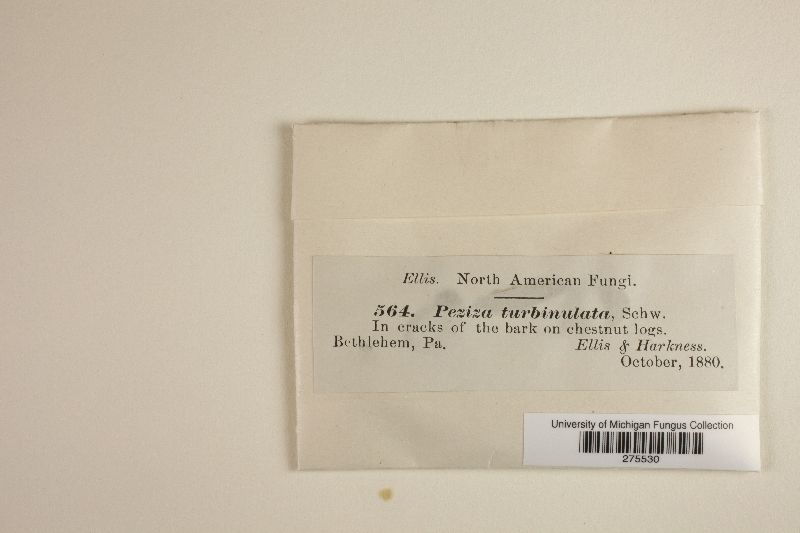 Ellis. North American Fungi.
564. Peziza turbinulata, Schw.
In cracks of the bark on chestnut logs.
Bethlehem, Pa. Ellis & Harkness.
October, 1880.
University of Michigan Fungus Collection
275530